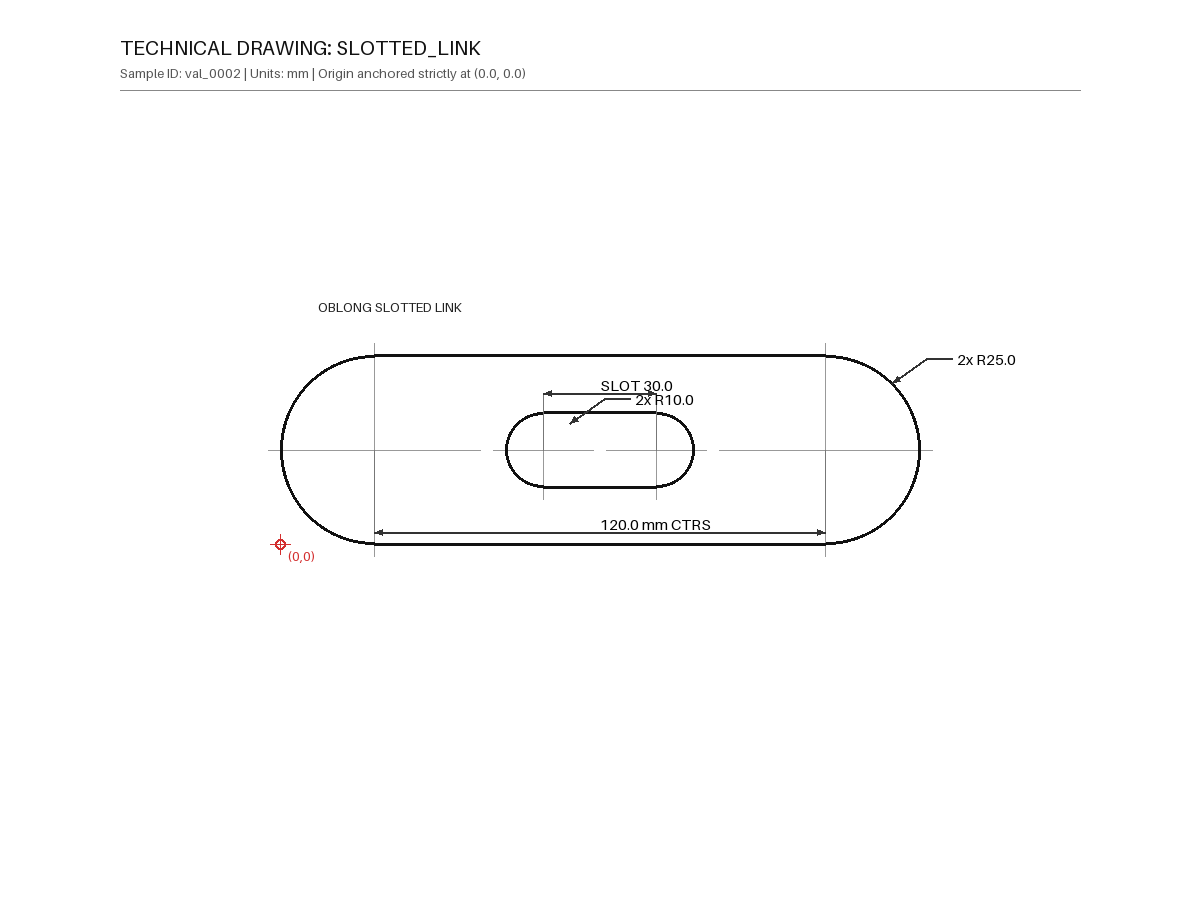 TECHNICAL DRAWING: SLOTTED_LINK
Sample ID: val_0002 | Units: mm | Origin anchored strictly at (0.0, 0.0)
OBLONG SLOTTED LINK
2x R25.0
SLOT 30.0
2x R10.0
120.0 mm CTRS
(0,0)